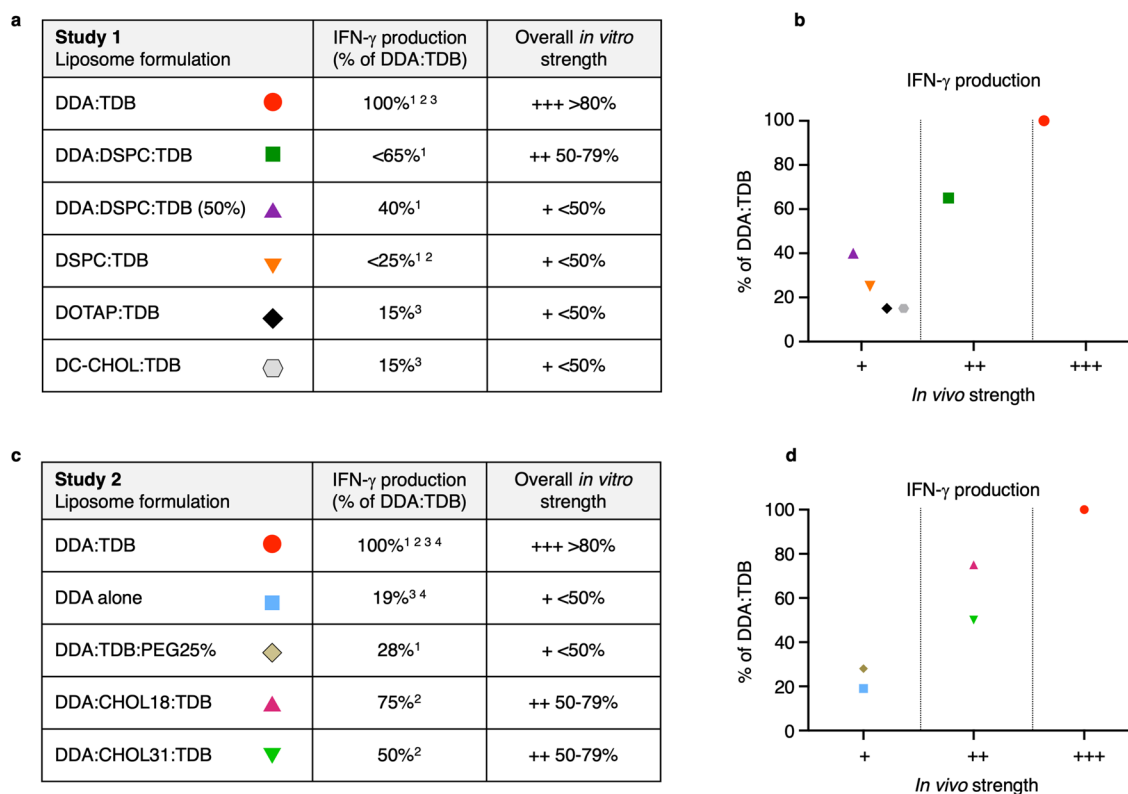 a
Study 1
Liposome formulation
IFN-γ production
(% of DDA:TDB)
Overall in vitro
strength
DDA:TDB 100%¹ ² ³ +++ >80%
DDA:DSPC:TDB <65%¹ ++ 50-79%
DDA:DSPC:TDB (50%) 40%¹ + <50%
DSPC:TDB <25%¹ ² + <50%
DOTAP:TDB 15%³ + <50%
DC-CHOL:TDB 15%³ + <50%
b
IFN-γ production
% of DDA:TDB
100
80
60
40
20
0
+ ++ +++
In vivo strength
c
Study 2
Liposome formulation
IFN-γ production
(% of DDA:TDB)
Overall in vitro
strength
DDA:TDB 100%¹ ² ³ ⁴ +++ >80%
DDA alone 19%³ ⁴ + <50%
DDA:TDB:PEG25% 28%¹ + <50%
DDA:CHOL18:TDB 75%² ++ 50-79%
DDA:CHOL31:TDB 50%² ++ 50-79%
d
IFN-γ production
% of DDA:TDB
100
80
60
40
20
0
+ ++ +++
In vivo strength